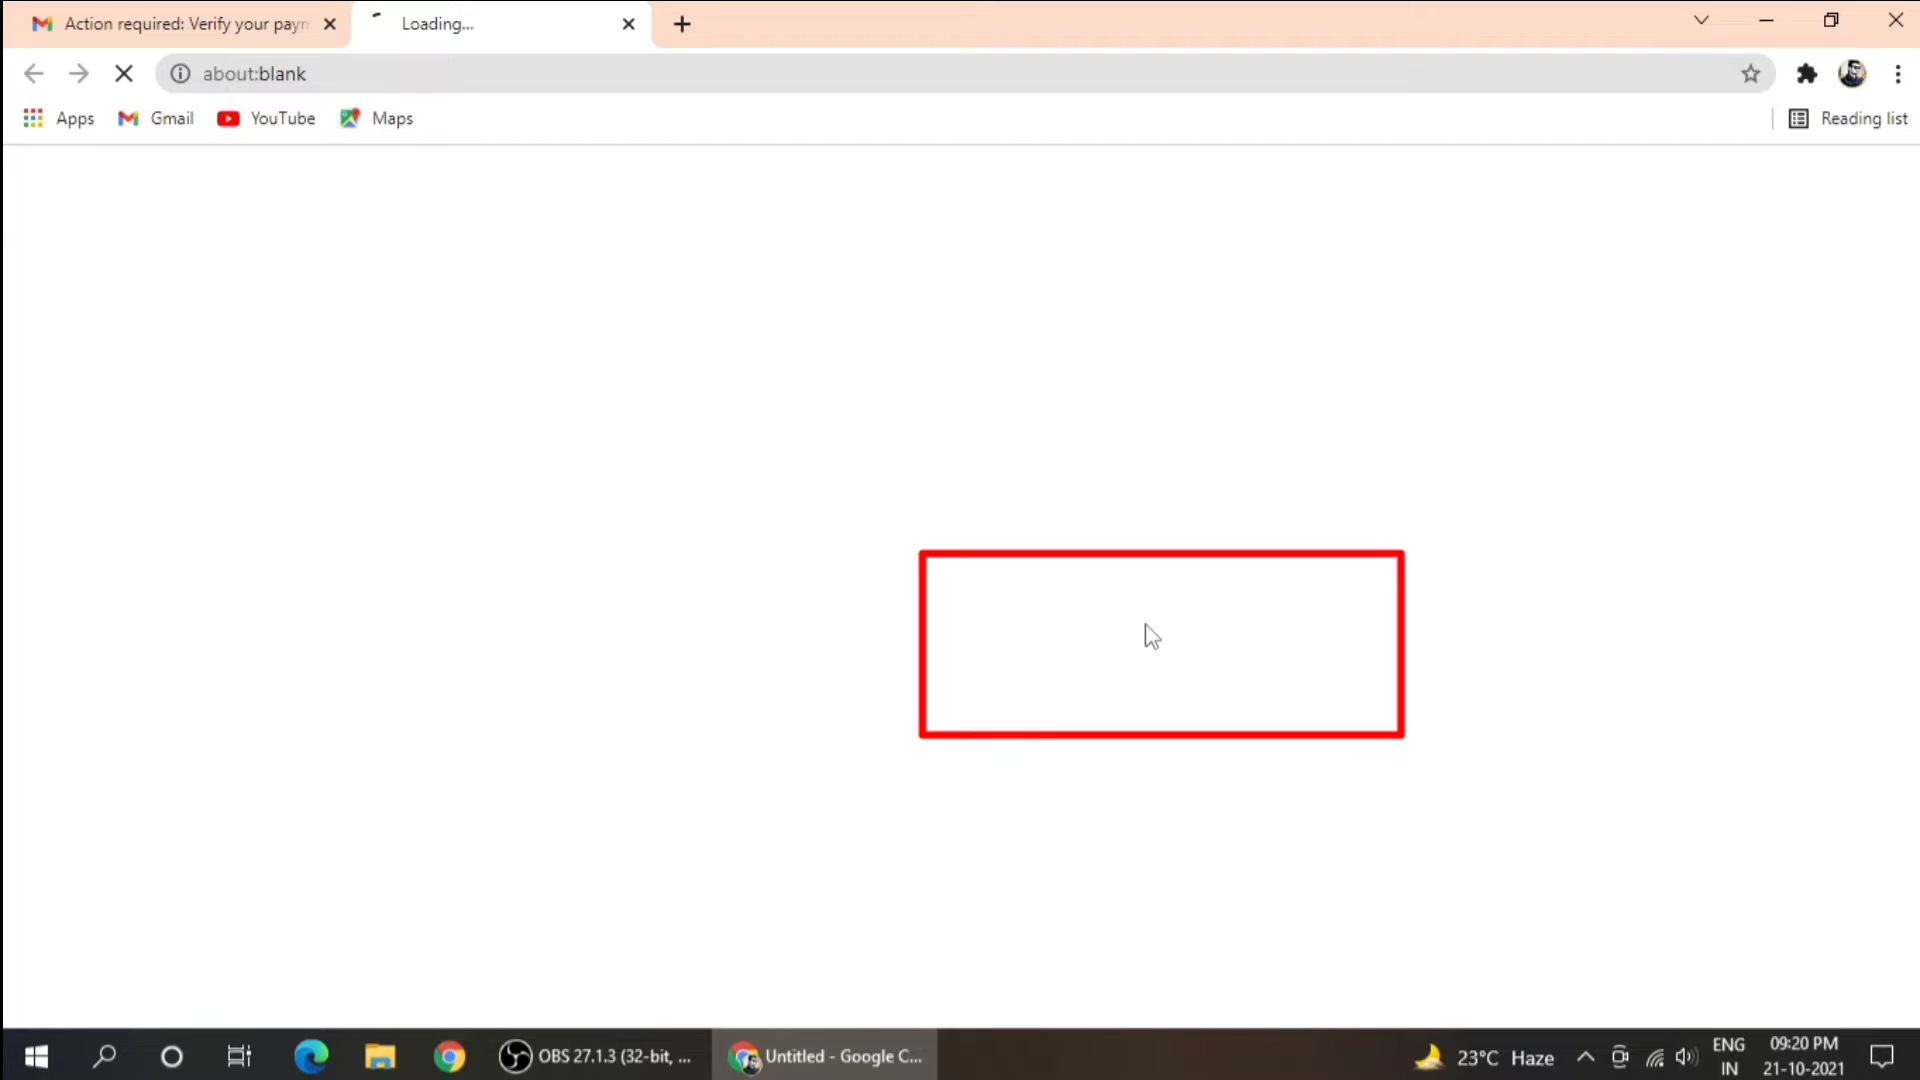 Action required: Verify your paym
Loading...
about:blank
Apps
Gmail
YouTube
Maps
Reading list
OBS 27.1.3 (32-bit, ...
Untitled - Google C...
23°C Haze
ENG
IN
09:20 PM
21-10-2021